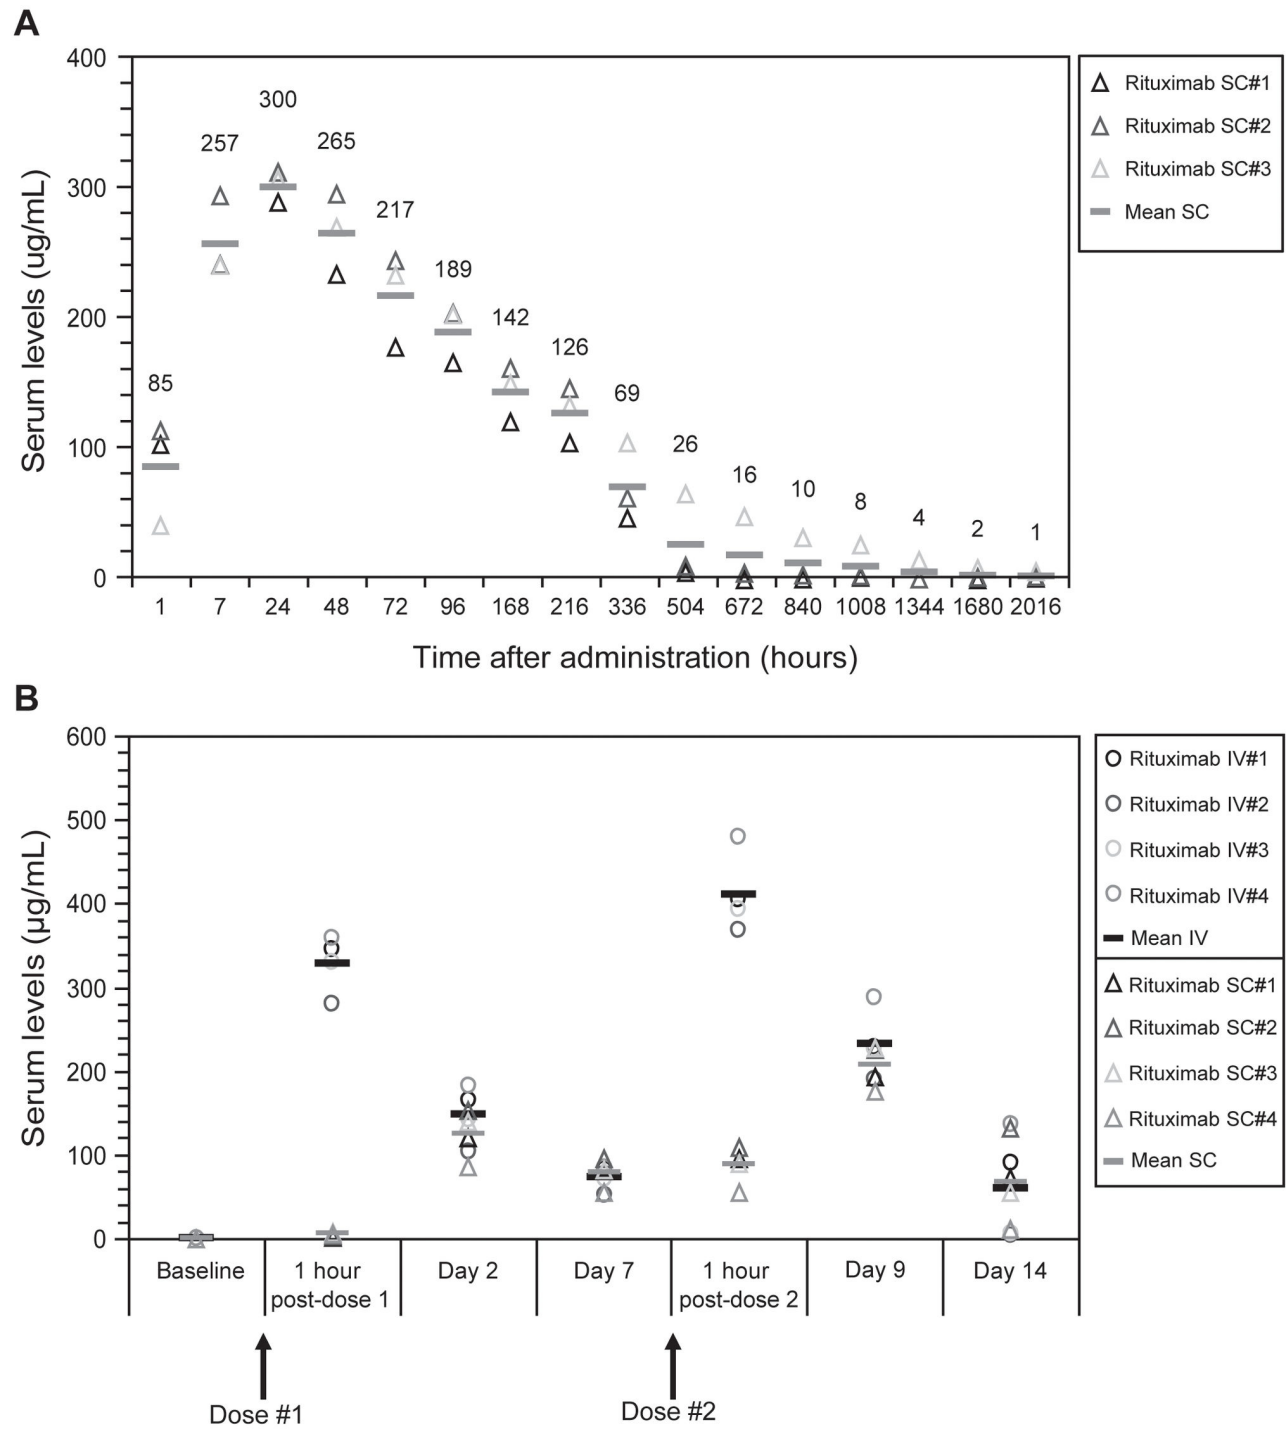 A
400
300
200
100
0
Serum levels (ug/mL)
85
257
300
265
217
189
142
126
69
26
16
10
8
4
2
1
1 7 24 48 72 96 168 216 336 504 672 840 1008 1344 1680 2016
Time after administration (hours)
Rituximab SC#1
Rituximab SC#2
Rituximab SC#3
Mean SC
B
600
500
400
300
200
100
0
Serum levels (µg/mL)
Baseline
1 hour
post-dose 1
Day 2
Day 7
1 hour
post-dose 2
Day 9
Day 14
Dose #1
Dose #2
Rituximab IV#1
Rituximab IV#2
Rituximab IV#3
Rituximab IV#4
Mean IV
Rituximab SC#1
Rituximab SC#2
Rituximab SC#3
Rituximab SC#4
Mean SC